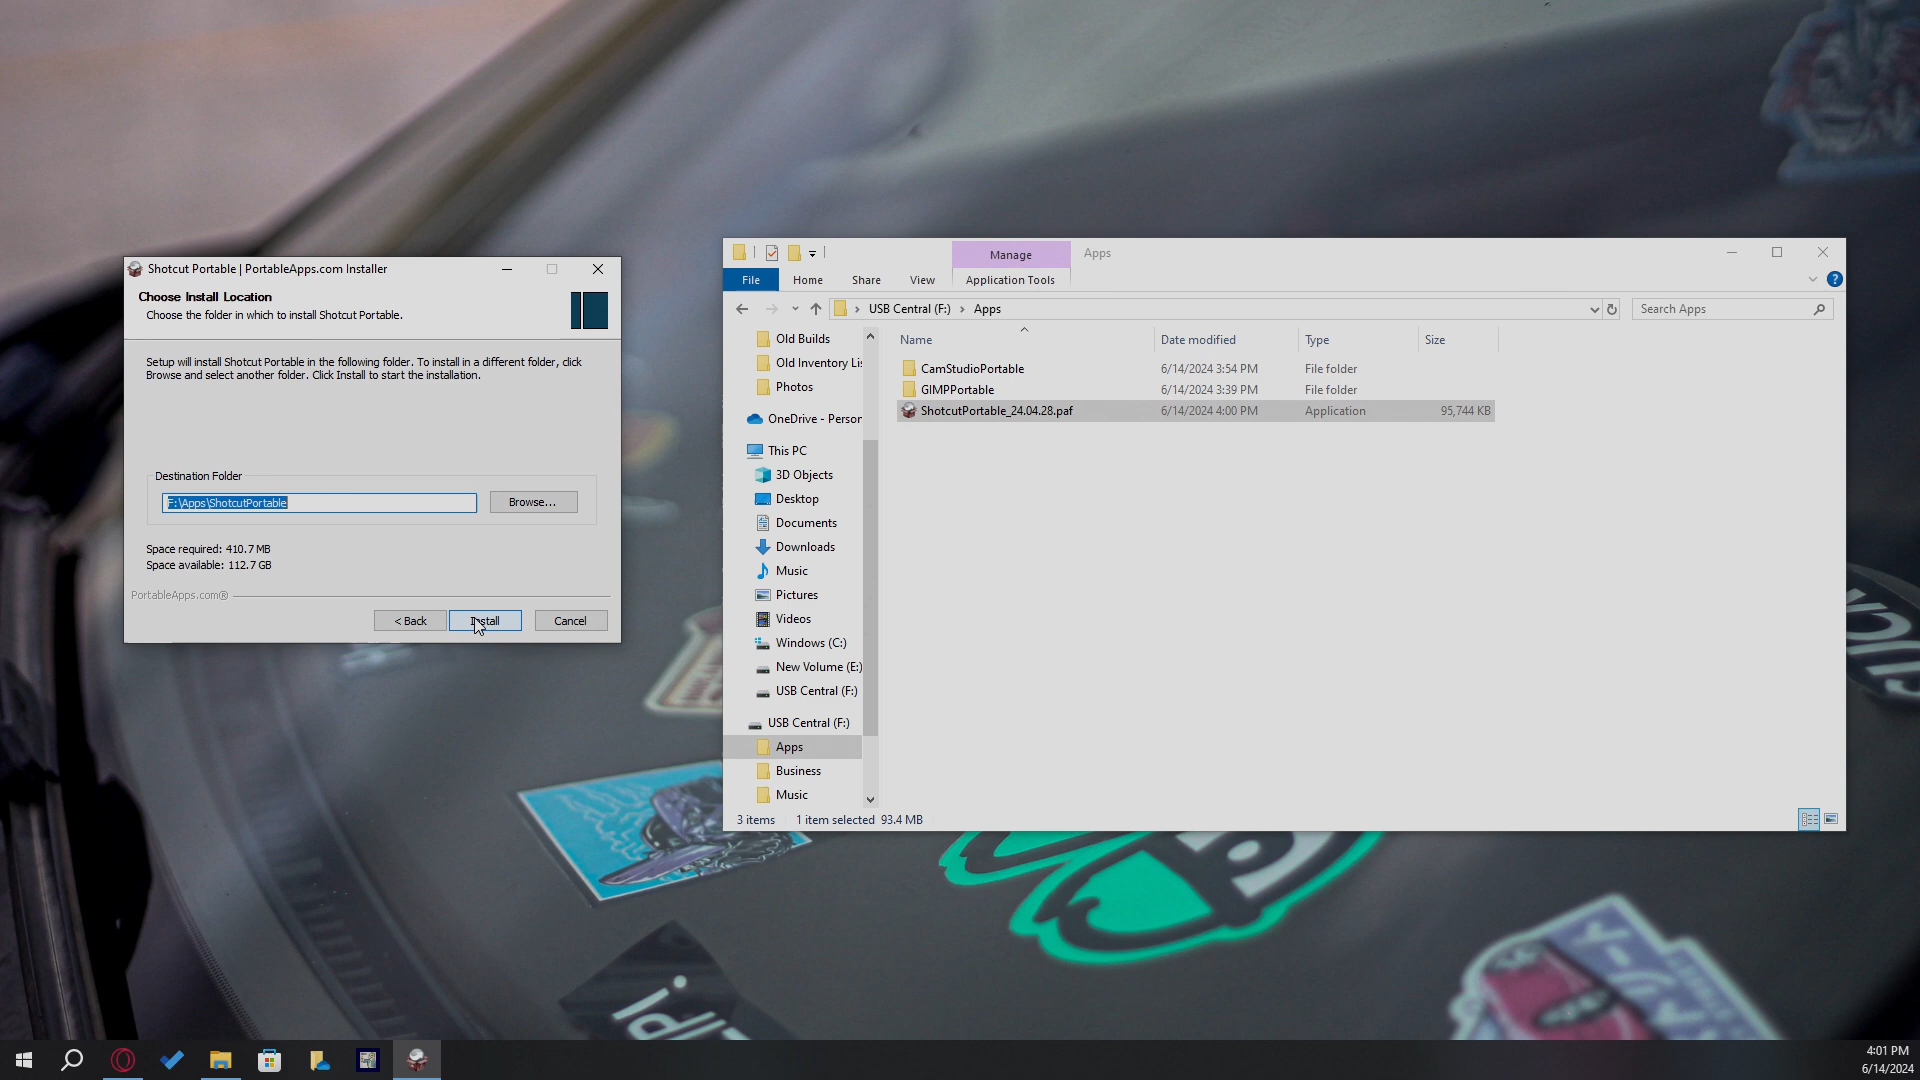 Shotcut Portable | PortableApps.com Installer
Choose Install Location
Choose the folder in which to install Shotcut Portable.
Setup will install Shotcut Portable in the following folder. To install in a different folder, click
Browse and select another folder. Click Install to start the installation.
Destination Folder
F:\Apps\ShotcutPortable
Browse...
Space required: 410.7 MB
Space available: 112.7 GB
PortableApps.com®
< Back
Install
Cancel
Manage
Apps
File
Home
Share
View
Application Tools
USB Central (F:)
Apps
Search Apps
Name
Date modified
Type
Size
CamStudioPortable
6/14/2024 3:54 PM
File folder
GIMPPortable
6/14/2024 3:39 PM
File folder
ShotcutPortable_24.04.28.paf
6/14/2024 4:00 PM
Application
95,744 KB
Old Builds
Old Inventory Lis
Photos
OneDrive - Person
This PC
3D Objects
Desktop
Documents
Downloads
Music
Pictures
Videos
Windows (C:)
New Volume (E:)
USB Central (F:)
USB Central (F:)
Apps
Business
Music
3 items
1 item selected 93.4 MB
4:01 PM
6/14/2024